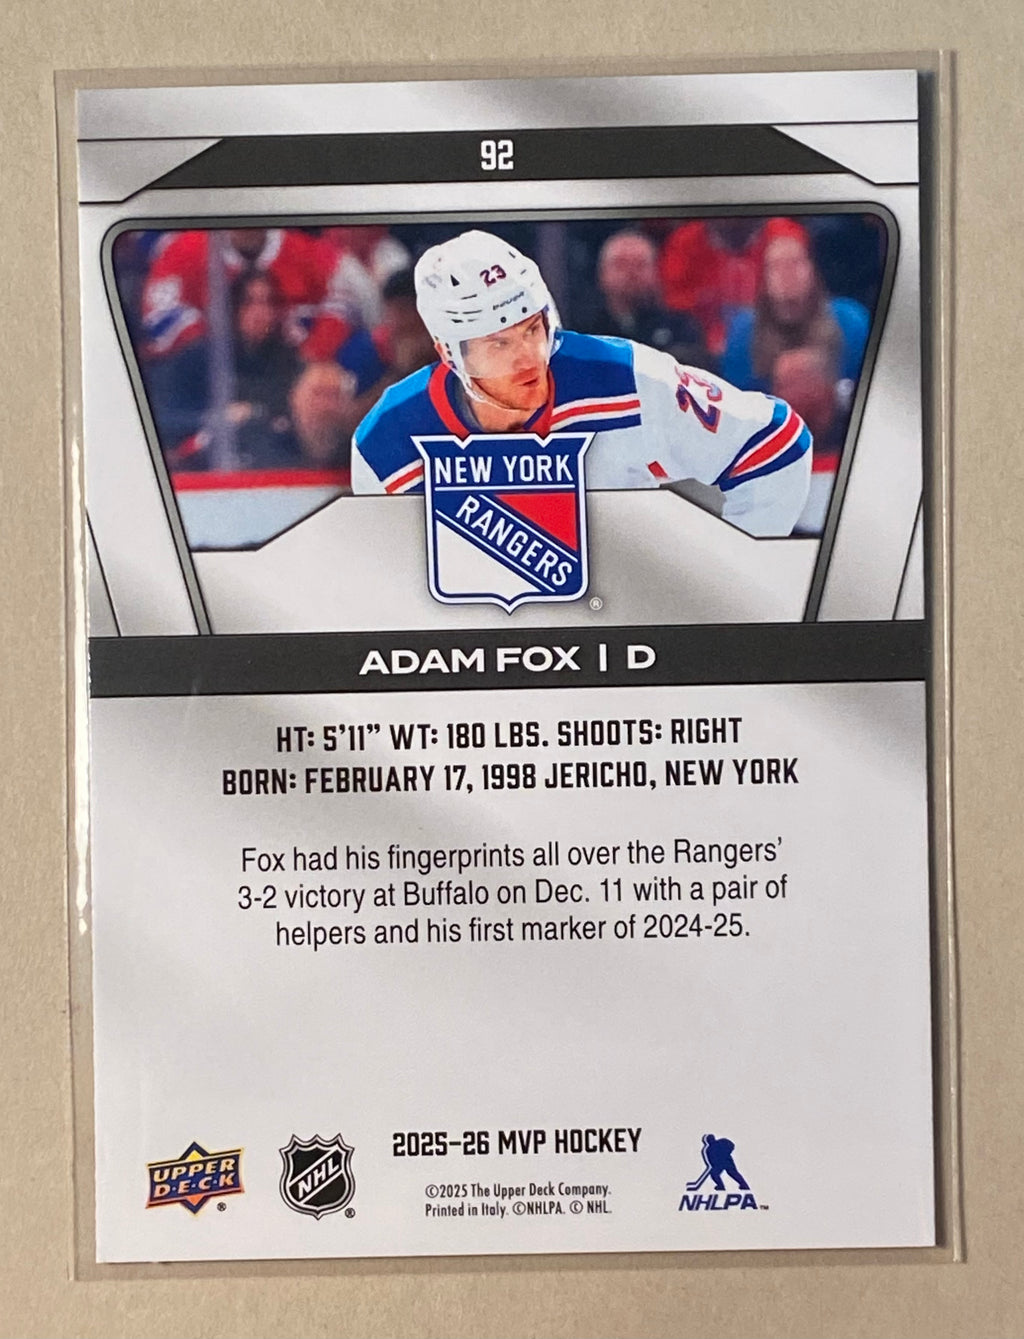 92
23
BAUER
23
NEW YORK
RANGERS
®
ADAM FOX | D
HT: 5’11” WT: 180 LBS. SHOOTS: RIGHT
BORN: FEBRUARY 17, 1998 JERICHO, NEW YORK
Fox had his fingerprints all over the Rangers’
3-2 victory at Buffalo on Dec. 11 with a pair of
helpers and his first marker of 2024-25.
UPPER
D·E·C·K
®
NHL
®
2025-26 MVP HOCKEY
©2025 The Upper Deck Company.
Printed in Italy. ©NHLPA. © NHL.
NHLPA™